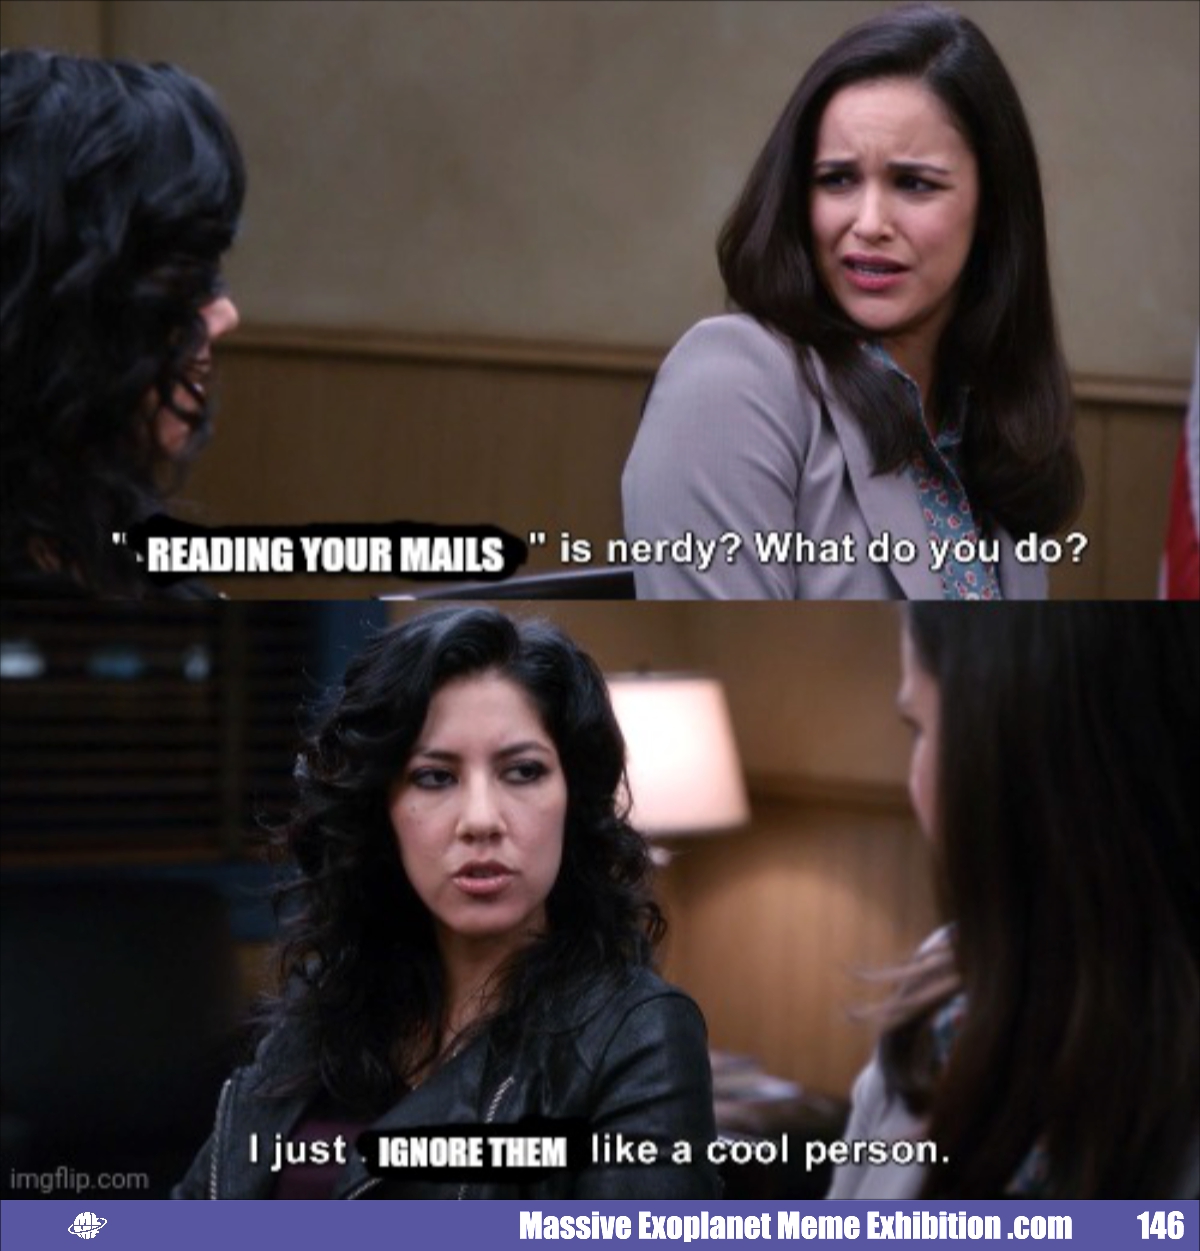 " READING YOUR MAILS " is nerdy? What do you do?
I just . IGNORE THEM like a cool person.
imgflip.com
Massive Exoplanet Meme Exhibition .com 146